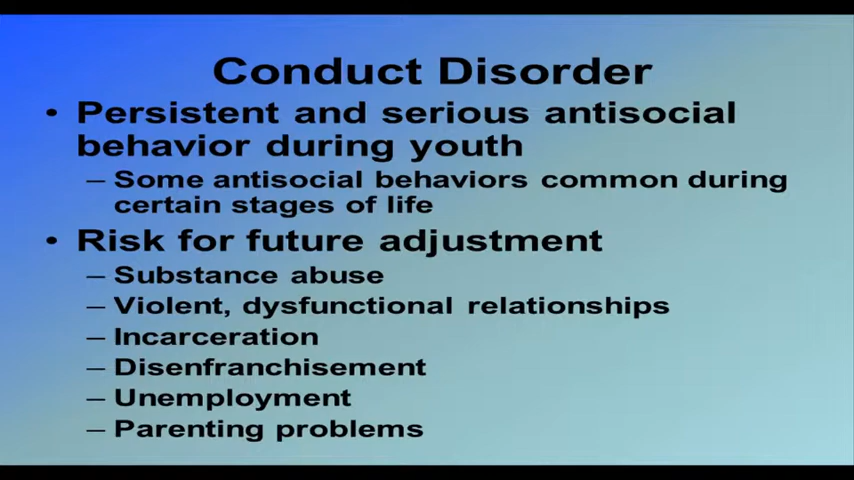 Conduct Disorder
• Persistent and serious antisocial
behavior during youth
– Some antisocial behaviors common during
certain stages of life
• Risk for future adjustment
– Substance abuse
– Violent, dysfunctional relationships
– Incarceration
– Disenfranchisement
– Unemployment
– Parenting problems